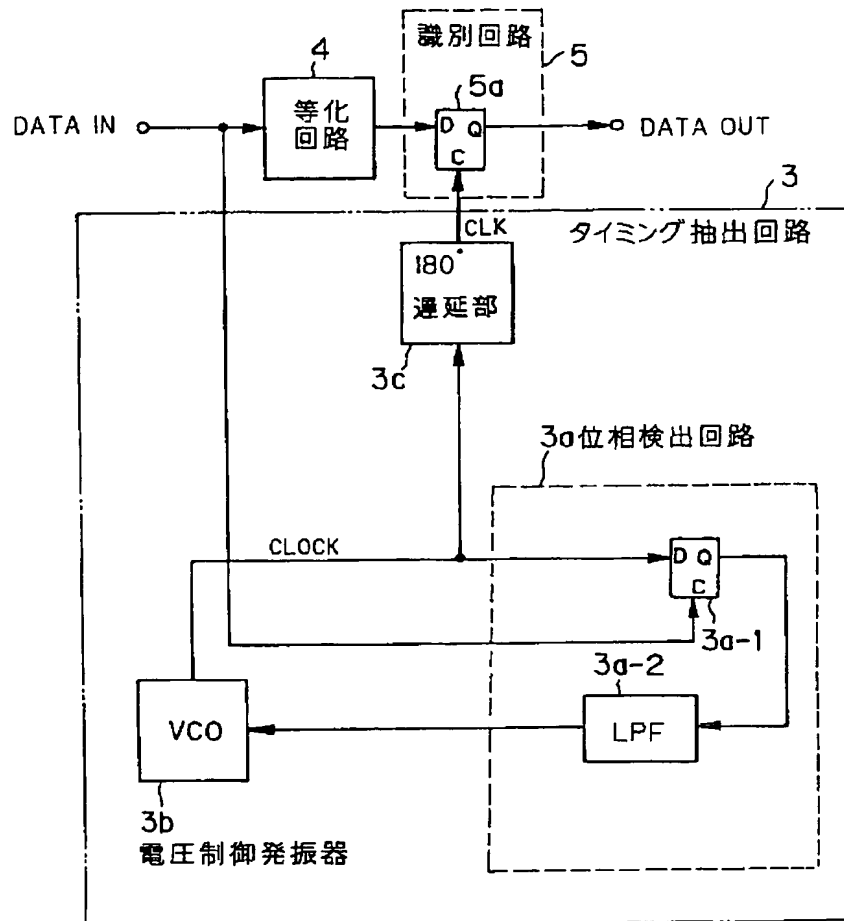 識別回路
5
4
5a
DATA IN
等化
回路
D Q
C
DATA OUT
3
CLK
タイミング抽出回路
180°
遅延部
3c
3a位相検出回路
CLOCK
D Q
C
3a-1
3a-2
VCO
LPF
3b
電圧制御発振器